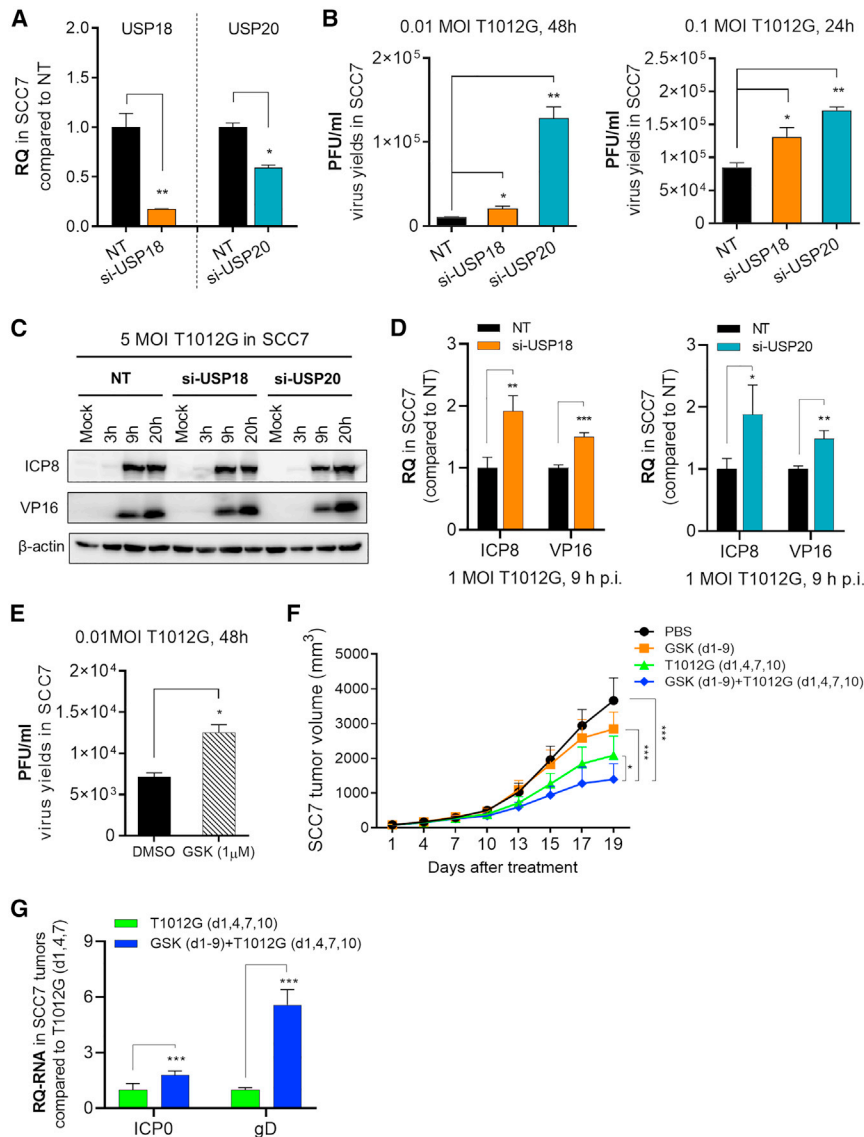 A
USP18
USP20
RQ in SCC7
compared to NT
1.0
0.8
0.5
0.2
0.0
NT
si-USP18
NT
si-USP20
**
*
B
0.01 MOI T1012G, 48h
PFU/ml
virus yields in SCC7
2×10⁵
1×10⁵
0
NT
si-USP18
si-USP20
*
**
0.1 MOI T1012G, 24h
PFU/ml
virus yields in SCC7
2.5×10⁵
2.0×10⁵
1.5×10⁵
1×10⁵
5×10⁴
0
NT
si-USP18
si-USP20
*
**
C
5 MOI T1012G in SCC7
NT
si-USP18
si-USP20
Mock 3h 9h 20h Mock 3h 9h 20h Mock 3h 9h 20h
ICP8
VP16
β-actin
D
NT
si-USP18
RQ in SCC7
(compared to NT)
3
2
1
0
**
***
ICP8
VP16
1 MOI T1012G, 9 h p.i.
NT
si-USP20
RQ in SCC7
(compared to NT)
3
2
1
0
*
**
ICP8
VP16
1 MOI T1012G, 9 h p.i.
E
0.01MOI T1012G, 48h
PFU/ml
virus yields in SCC7
2×10⁴
1.5×10⁴
1×10⁴
5×10³
0
*
DMSO
GSK (1μM)
F
PBS
GSK (d1-9)
T1012G (d1,4,7,10)
GSK (d1-9)+T1012G (d1,4,7,10)
SCC7 tumor volume (mm³)
5000
4000
3000
2000
1000
0
1 4 7 10 13 15 17 19
Days after treatment
*
***
***
G
T1012G (d1,4,7,10)
GSK (d1-9)+T1012G (d1,4,7,10)
RQ-RNA in SCC7 tumors
compared to T1012G (d1,4,7)
9
6
3
0
***
***
ICP0
gD